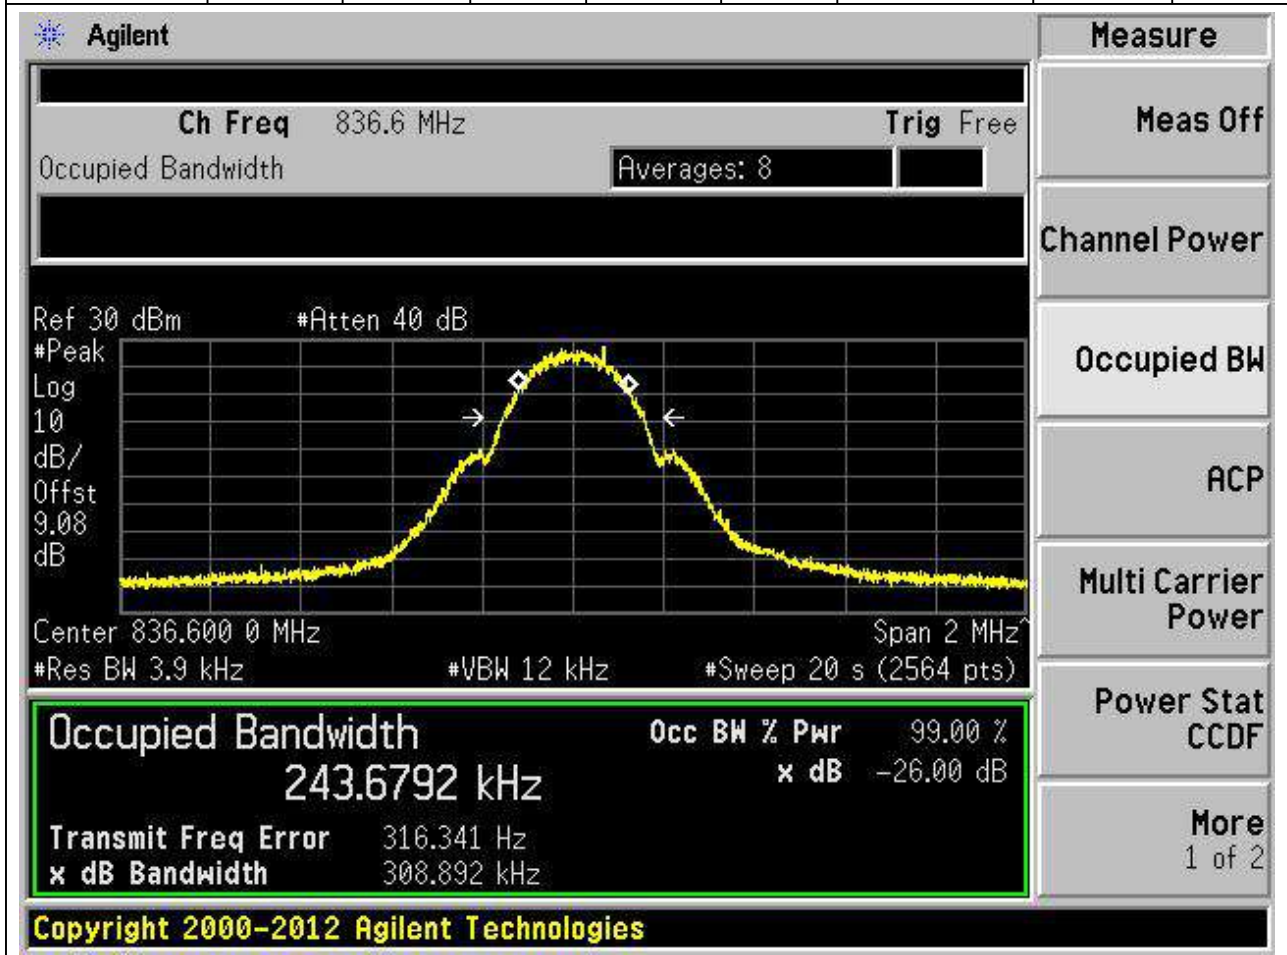 Agilent
Measure
Ch Freq 836.6 MHz Trig Free
Occupied Bandwidth Averages: 8
Meas Off
Channel Power
Occupied BW
ACP
Multi Carrier
Power
Power Stat
CCDF
More
1 of 2
Ref 30 dBm #Atten 40 dB
#Peak
Log
10
dB/
Offst
9.08
dB
Center 836.600 0 MHz Span 2 MHz^
#Res BW 3.9 kHz #VBW 12 kHz #Sweep 20 s (2564 pts)
Occupied Bandwidth Occ BW % Pwr 99.00 %
243.6792 kHz x dB -26.00 dB
Transmit Freq Error 316.341 Hz
x dB Bandwidth 308.892 kHz
Copyright 2000-2012 Agilent Technologies